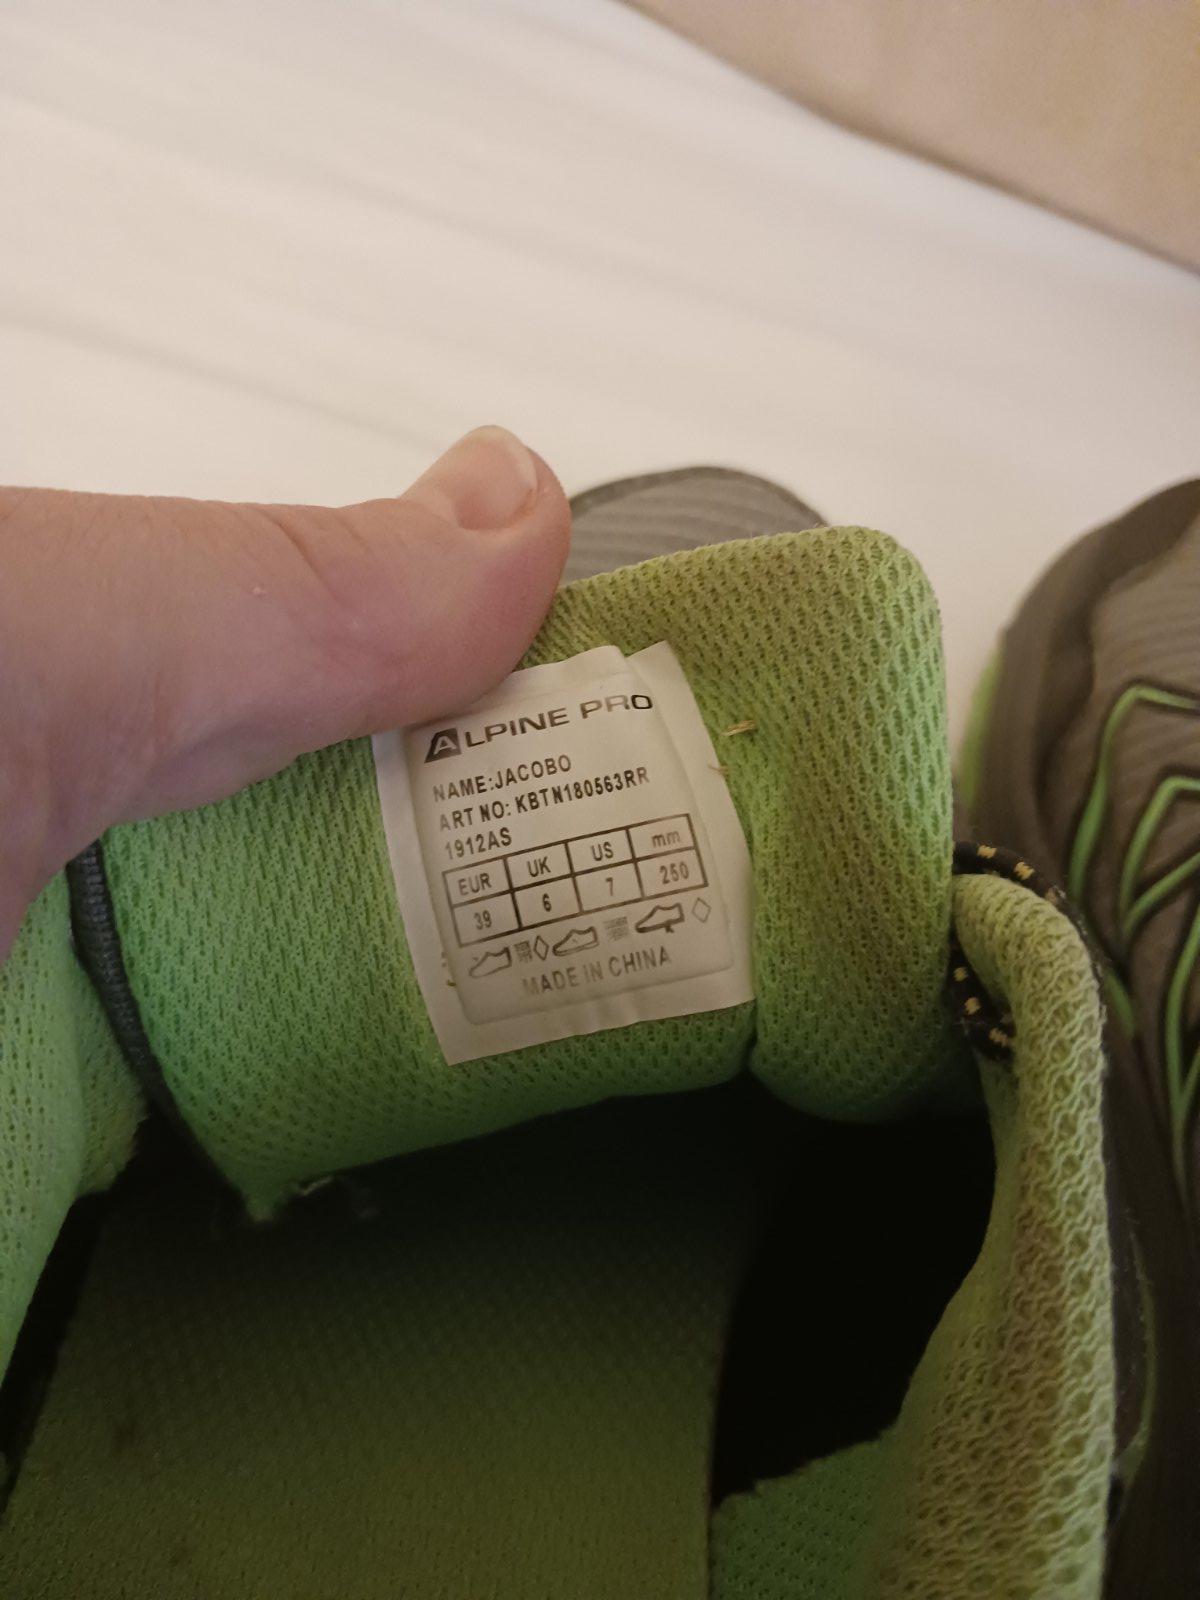 ALPINE PRO
NAME:JACOBO
ART NO: KBTN180563RR
1912AS
EUR UK US mm
39 6 7 250
MADE IN CHINA